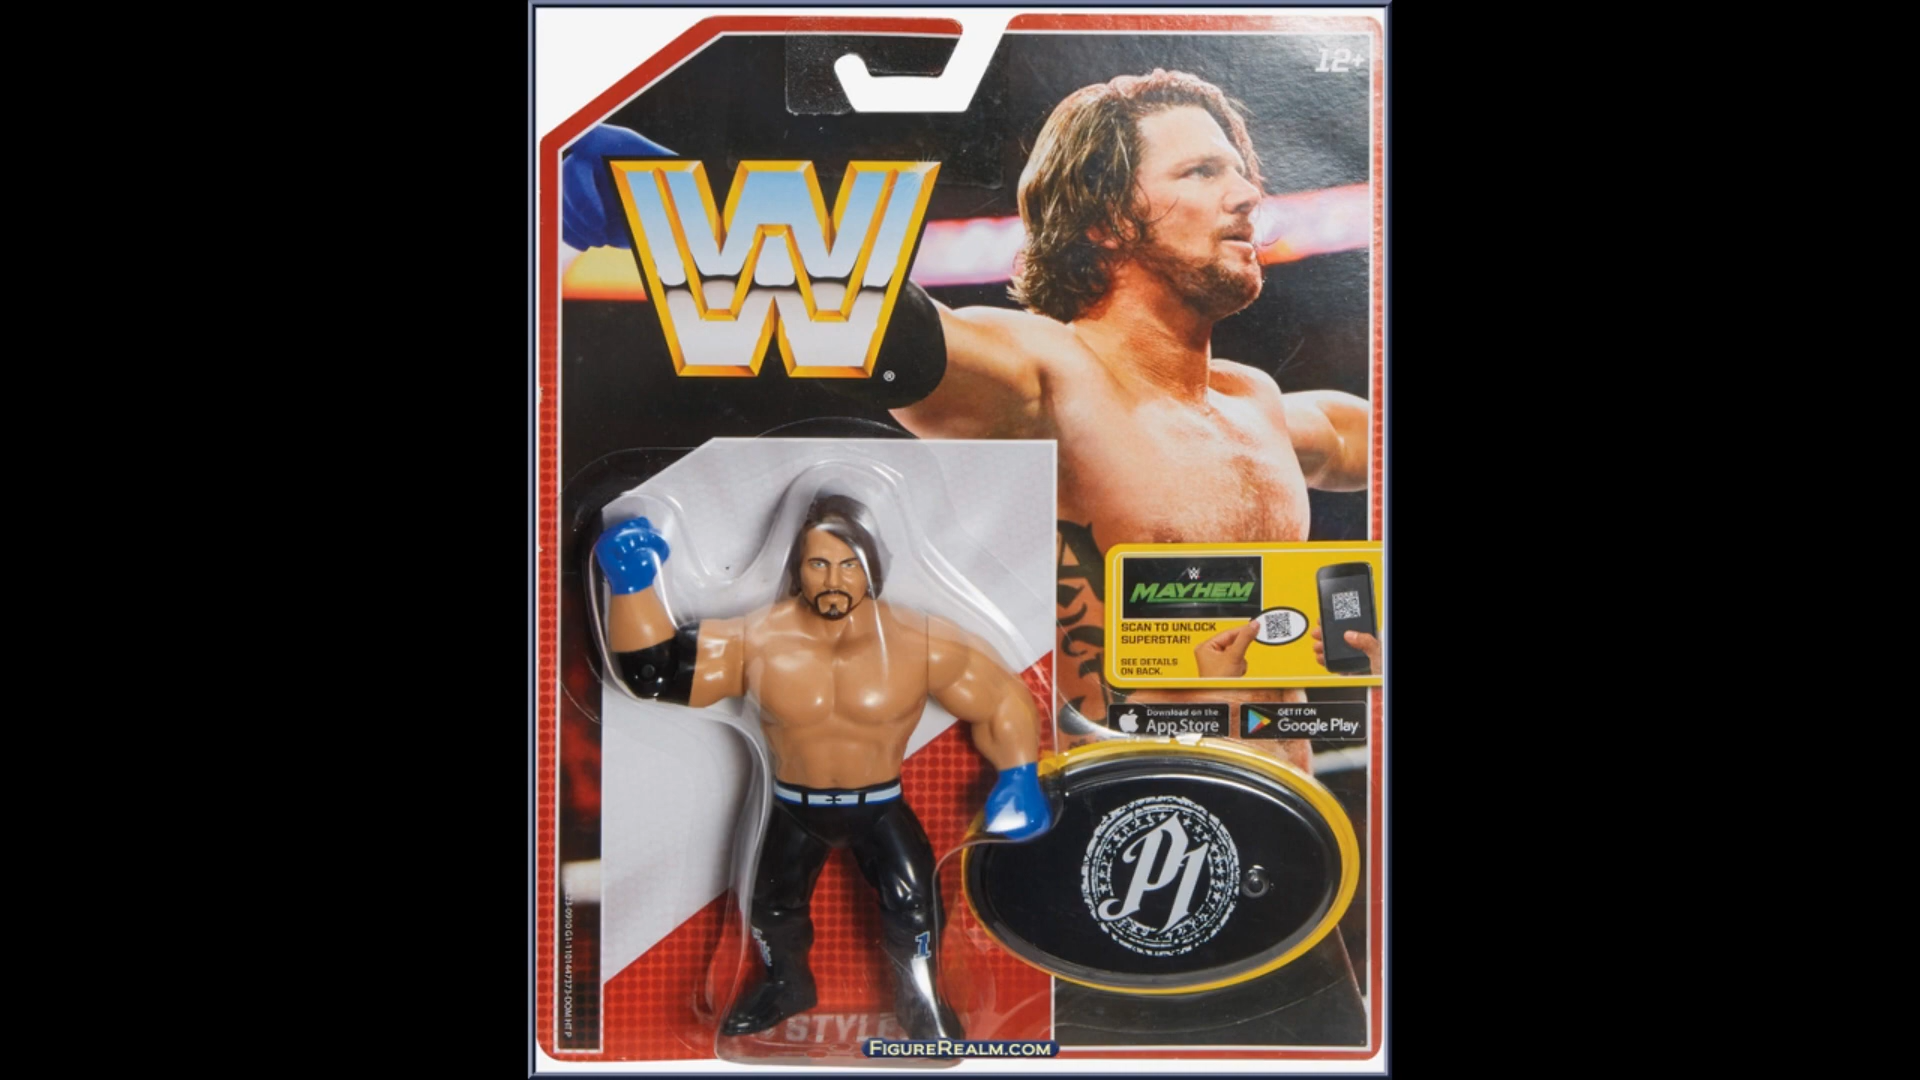 12+
W
®
W
MAYHEM
SCAN TO UNLOCK
SUPERSTAR!
SEE DETAILS
ON BACK.
Download on the
App Store
GET IT ON
Google Play
P1
1
STYLE
FIGUREREALM.COM